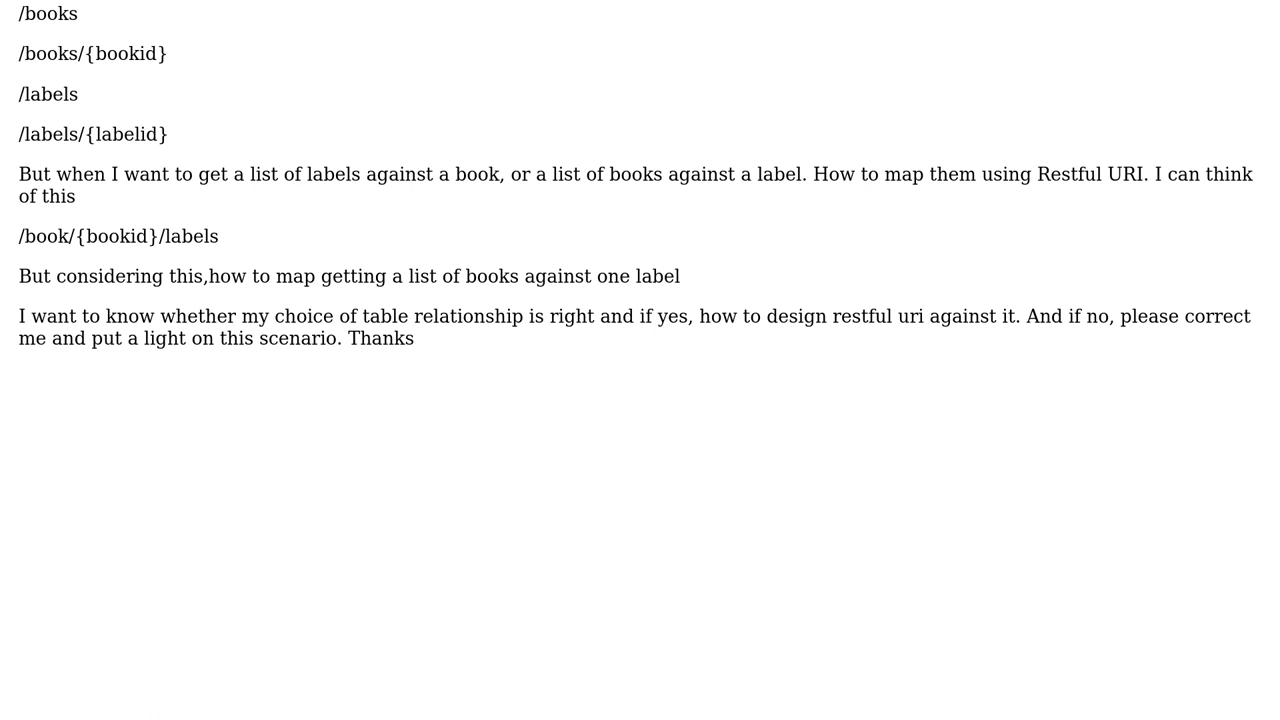 /books
/books/{bookid}
/labels
/labels/{labelid}
But when I want to get a list of labels against a book, or a list of books against a label. How to map them using Restful URI. I can think
of this
/book/{bookid}/labels
But considering this,how to map getting a list of books against one label
I want to know whether my choice of table relationship is right and if yes, how to design restful uri against it. And if no, please correct
me and put a light on this scenario. Thanks